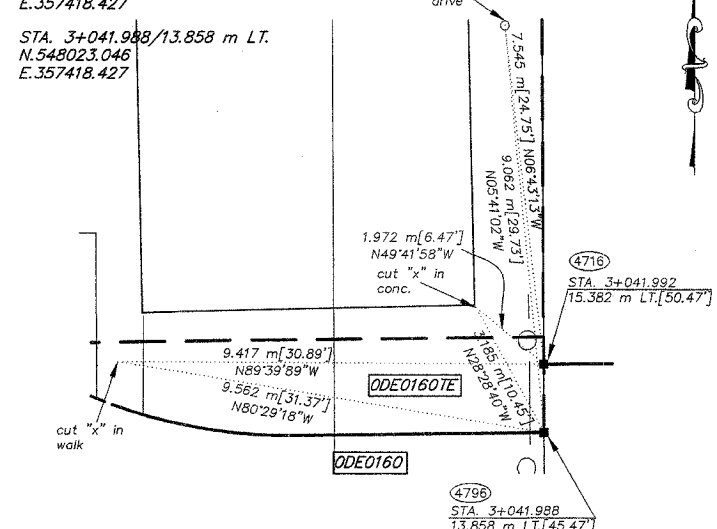 E.357418.427
STA. 3+041.988/13.858 m LT.
N.548023.046
E.357418.427
drive
7.545 m[24.75'] N06°43'13"W
9.062 m[29.73']
N05°41'02"W
1.972 m[6.47']
N49°41'58"W
cut "x" in
conc.
4716
STA. 3+041.992
15.382 m LT.[50.47']
9.417 m[30.89']
N89°39'89"W
3.185 m[10.45']
N28°28'40"W
9.562 m[31.37']
N80°29'18"W
ODE0160TE
cut "x" in
walk
ODE0160
4796
STA. 3+041.988
13.858 m LT.[45.47']